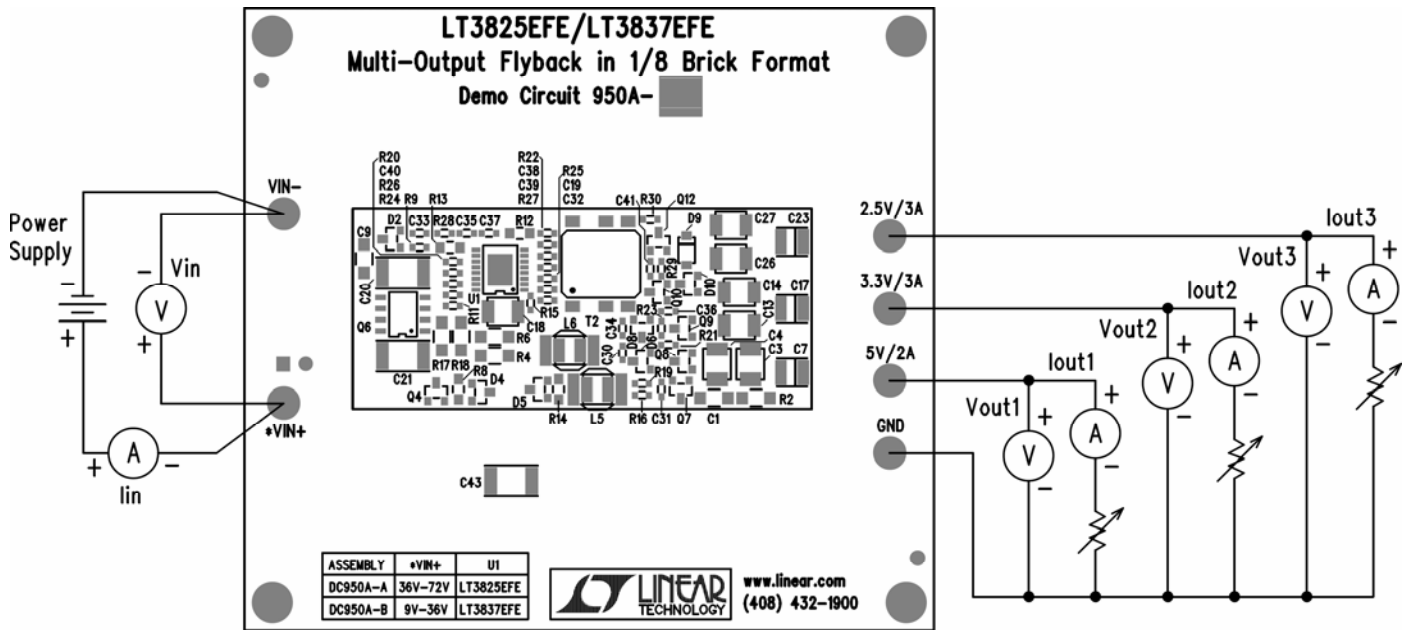 LT3825EFE/LT3837EFE
Multi-Output Flyback in 1/8 Brick Format
Demo Circuit 950A-
Power
Supply
-
+
- Vin
V
+
VIN-
*VIN+
+ A -
Iin
R20
C40
R26
R24 R9 R13
R22
C38
C39
R27
R25
C19
C32
C41 R30 Q12
D9
C27 C23
C9 D2 C33 R28 C35 C37 R12
C20
C26
R29
Q10 D10
C14 C17
C13
Q6
R11
U1
C18
R15
L6 T2
R23 C36
C34
D8 D6
Q9
R21
Q8
C30
C4
C3 C7
R17 R18 R6
R4
R8
C21
Q4 D4
D5
R14 L5 R16
R19
C31 Q7 C1 R2
C43
2.5V/3A
3.3V/3A
5V/2A
GND
Iout3
Vout3 + +
V A
- -
Iout2
Vout2 + +
V A
- -
Iout1
Vout1 + +
V A
- -
ASSEMBLY *VIN+ U1
DC950A-A 36V-72V LT3825EFE
DC950A-B 9V-36V LT3837EFE
LT LINEAR
TECHNOLOGY
www.linear.com
(408) 432-1900